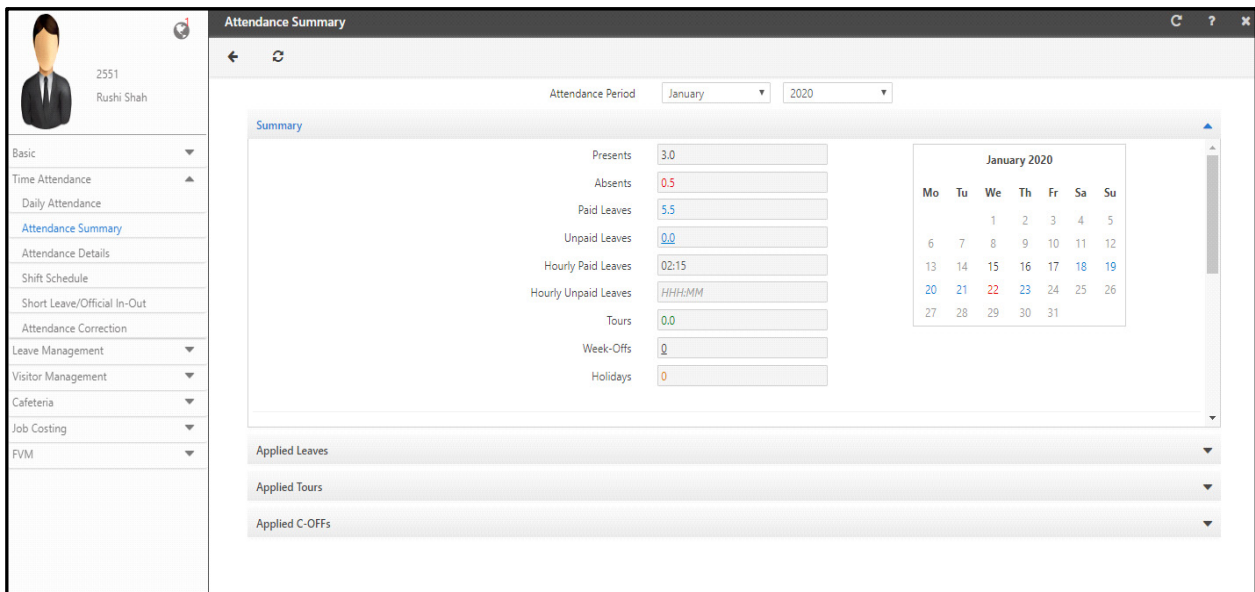 Attendance Summary
2551
Rushi Shah
Basic
Time Attendance
Daily Attendance
Attendance Summary
Attendance Details
Shift Schedule
Short Leave/Official In-Out
Attendance Correction
Leave Management
Visitor Management
Cafeteria
Job Costing
FVM
Attendance Period January 2020
Summary
Presents 3.0
Absents 0.5
Paid Leaves 5.5
Unpaid Leaves 0.0
Hourly Paid Leaves 02:15
Hourly Unpaid Leaves HHH:MM
Tours 0.0
Week-Offs 0
Holidays 0
January 2020
Mo Tu We Th Fr Sa Su
1 2 3 4 5
6 7 8 9 10 11 12
13 14 15 16 17 18 19
20 21 22 23 24 25 26
27 28 29 30 31
Applied Leaves
Applied Tours
Applied C-OFFs